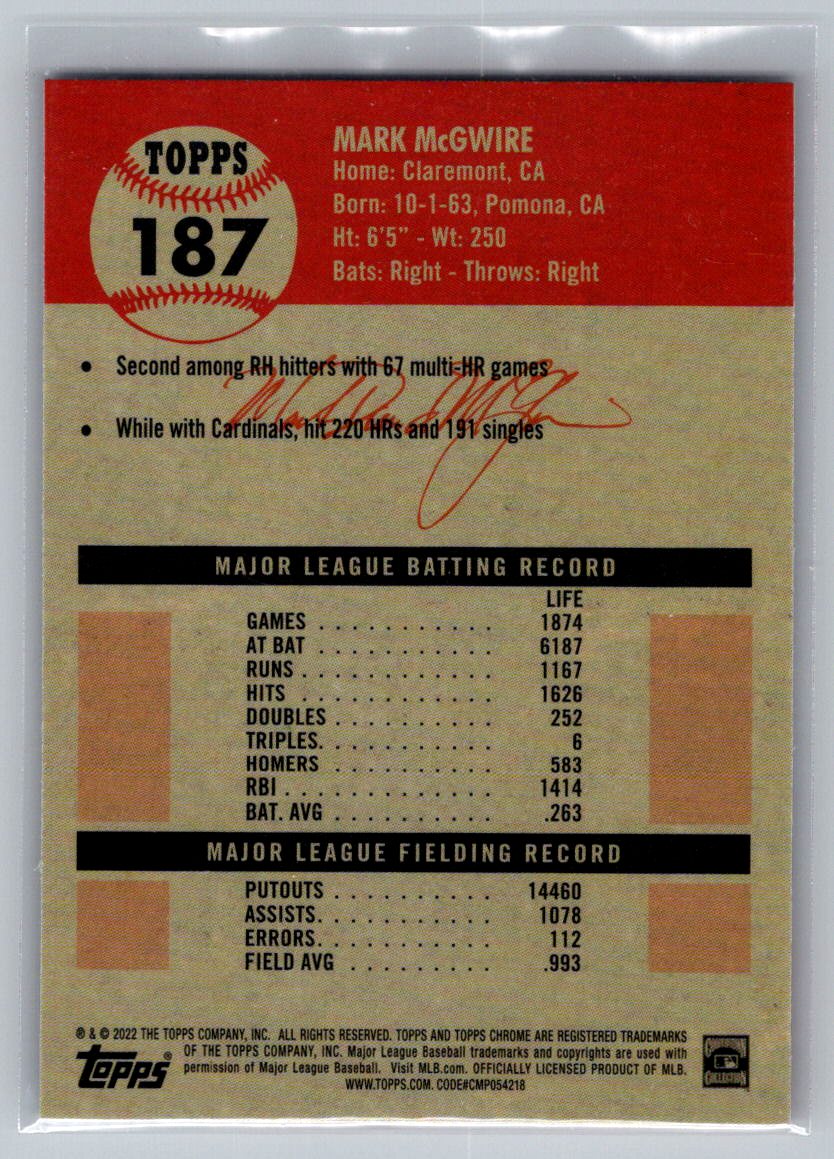 TOPPS
187
MARK McGWIRE
Home: Claremont, CA
Born: 10-1-63, Pomona, CA
Ht: 6'5" - Wt: 250
Bats: Right - Throws: Right
• Second among RH hitters with 67 multi-HR games
• While with Cardinals, hit 220 HRs and 191 singles
MAJOR LEAGUE BATTING RECORD
LIFE
GAMES . . . . . . . . . . . 1874
AT BAT . . . . . . . . . . . 6187
RUNS . . . . . . . . . . . . 1167
HITS . . . . . . . . . . . . 1626
DOUBLES . . . . . . . . . . 252
TRIPLES. . . . . . . . . . . 6
HOMERS . . . . . . . . . . 583
RBI . . . . . . . . . . . . . 1414
BAT. AVG . . . . . . . . . . .263
MAJOR LEAGUE FIELDING RECORD
PUTOUTS . . . . . . . . . . 14460
ASSISTS. . . . . . . . . . . 1078
ERRORS. . . . . . . . . . . 112
FIELD AVG . . . . . . . . . .993
® & © 2022 THE TOPPS COMPANY, INC. ALL RIGHTS RESERVED. TOPPS AND TOPPS CHROME ARE REGISTERED TRADEMARKS
OF THE TOPPS COMPANY, INC. Major League Baseball trademarks and copyrights are used with
permission of Major League Baseball. Visit MLB.com. OFFICIALLY LICENSED PRODUCT OF MLB.
WWW.TOPPS.COM. CODE#CMP054218
Topps®